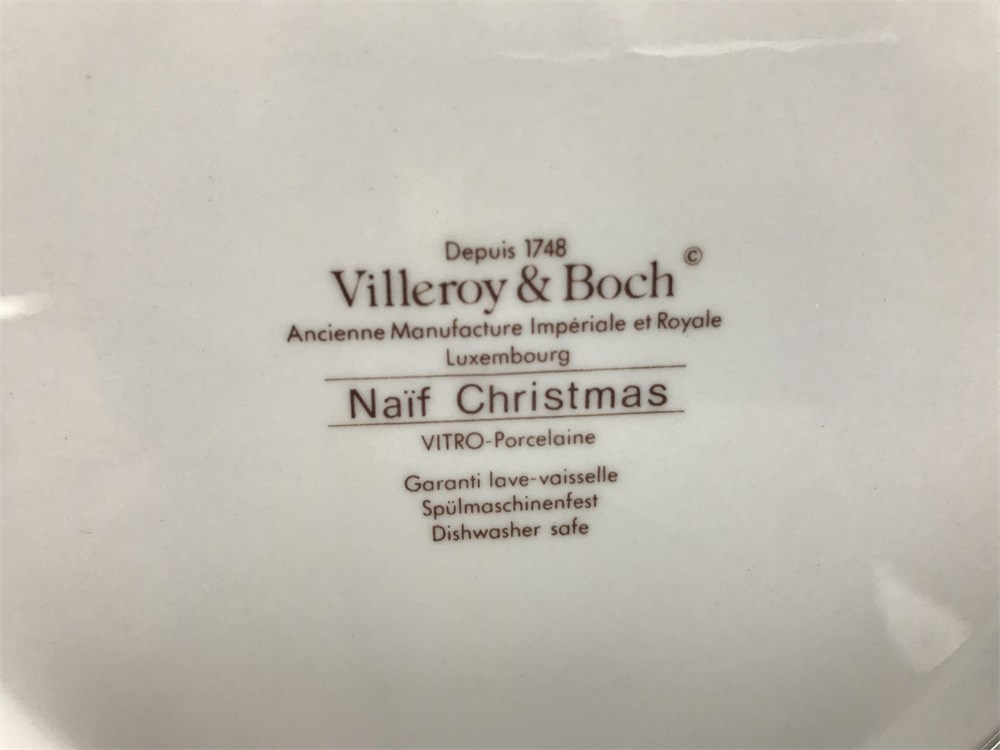 Depuis 1748
Villeroy & Boch ©
Ancienne Manufacture Impériale et Royale
Luxembourg
Naïf Christmas
VITRO-Porcelaine
Garanti lave-vaisselle
Spülmaschinenfest
Dishwasher safe